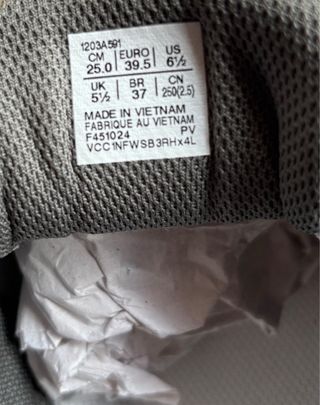 1203A591
CM EURO US
25.0 39.5 6½
UK BR CN
5½ 37 250(2.5)
MADE IN VIETNAM
FABRIQUE AU VIETNAM
F451024 PV
VCC1NFWSB3RHx4L